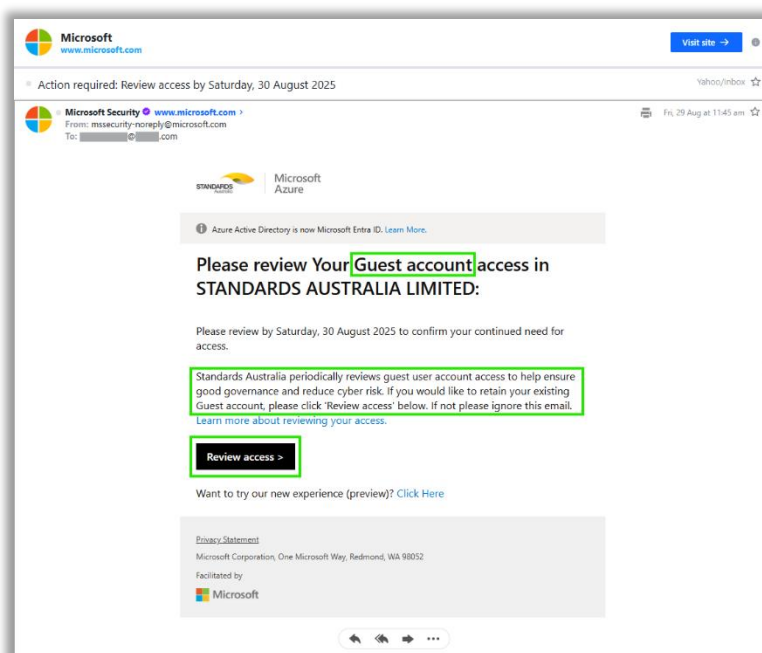 Microsoft
www.microsoft.com
Visit site →
Action required: Review access by Saturday, 30 August 2025
Yahoo/Inbox
Microsoft Security www.microsoft.com >
From: mssecurity-noreply@microsoft.com
To: @ .com
Fri, 29 Aug at 11:45 am
STANDARDS
Australia
Microsoft
Azure
Azure Active Directory is now Microsoft Entra ID. Learn More.
Please review Your Guest account access in
STANDARDS AUSTRALIA LIMITED:
Please review by Saturday, 30 August 2025 to confirm your continued need for
access.
Standards Australia periodically reviews guest user account access to help ensure
good governance and reduce cyber risk. If you would like to retain your existing
Guest account, please click 'Review access' below. If not please ignore this email.
Learn more about reviewing your access.
Review access >
Want to try our new experience (preview)? Click Here
Privacy Statement
Microsoft Corporation, One Microsoft Way, Redmond, WA 98052
Facilitated by
Microsoft